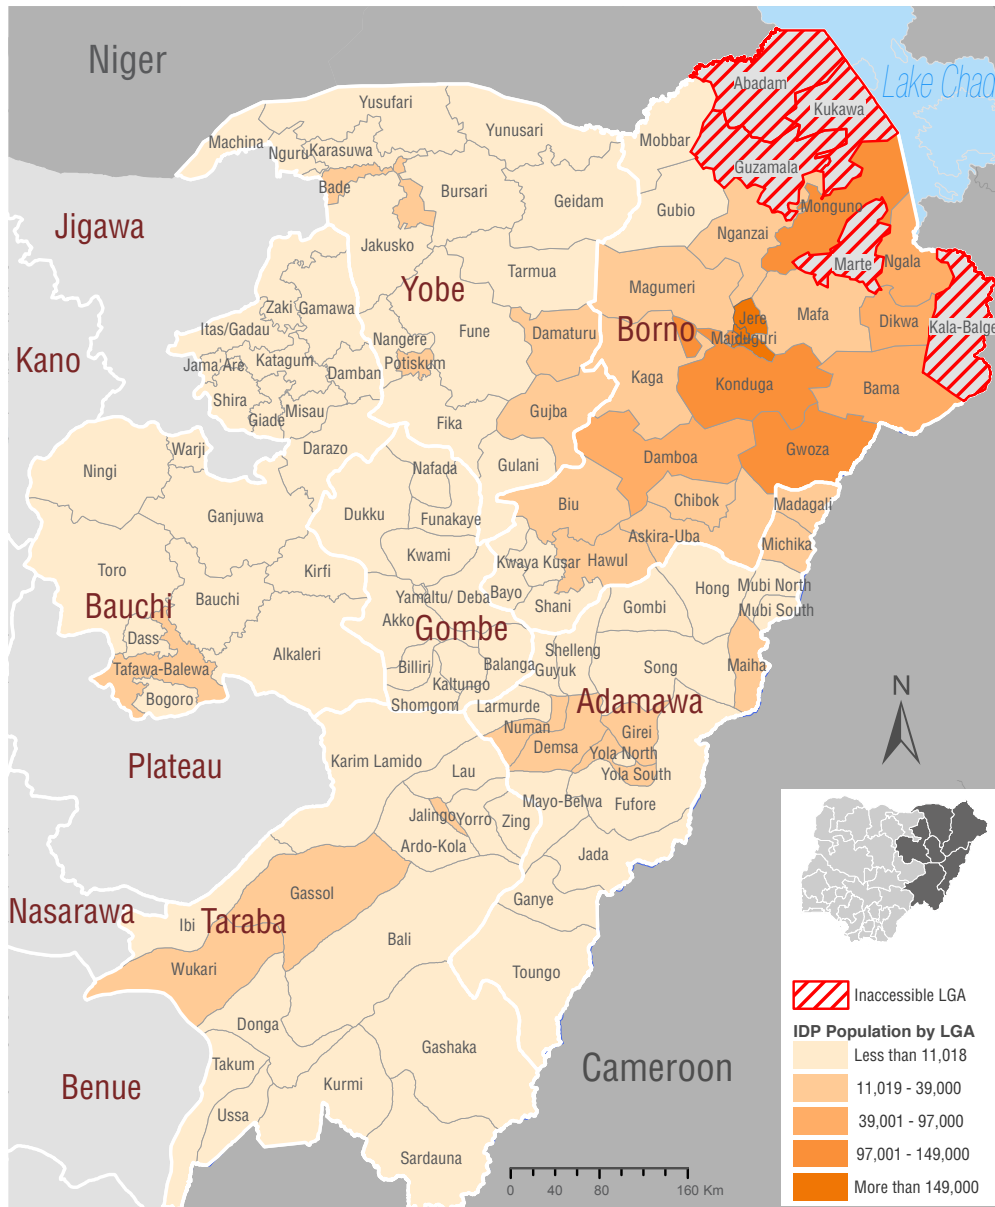 Niger
Lake Chad
Abadam
Kukawa
Yusufari
Yunusari
Mobbar
Machina
Nguru
Karasuwa
Guzamala
Bade
Bursari
Geidam
Gubio
Monguno
Jigawa
Nganzai
Jakusko
Marte
Ngala
Tarmua
Yobe
Magumeri
Zaki
Gamawa
Mafa
Jere
Dikwa
Kala-Balge
Itas/Gadau
Fune
Damaturu
Borno
Maiduguri
Nangere
Kano
Jama'Are
Katagum
Potiskum
Damban
Kaga
Konduga
Bama
Shira
Misau
Giade
Gujba
Fika
Darazo
Warji
Gwoza
Ningi
Nafada
Gulani
Damboa
Chibok
Biu
Madagali
Ganjuwa
Dukku
Funakaye
Askira-Uba
Michika
Kwami
Kwaya Kusar
Hawul
Toro
Kirfi
Hong
Mubi North
Bauchi
Bauchi
Yamaltu/ Deba
Bayo
Shani
Gombi
Mubi South
Akko
Gombe
Dass
Alkaleri
Shelleng
Tafawa-Balewa
Billiri
Balanga
Guyuk
Song
Maiha
Kaltungo
Bogoro
Shomgom
Larmurde
Adamawa
N
Numan
Girei
Demsa
Plateau
Yola North
Karim Lamido
Lau
Yola South
Mayo-Belwa
Fufore
Jalingo
Yorro
Zing
Ardo-Kola
Jada
Gassol
Ganye
Nasarawa
Ibi
Taraba
Bali
Wukari
Toungo
Inaccessible LGA
Donga
IDP Population by LGA
Gashaka
Less than 11,018
Takum
Cameroon
Benue
Kurmi
11,019 - 39,000
Ussa
39,001 - 97,000
Sardauna
97,001 - 149,000
0 40 80 160 Km
More than 149,000